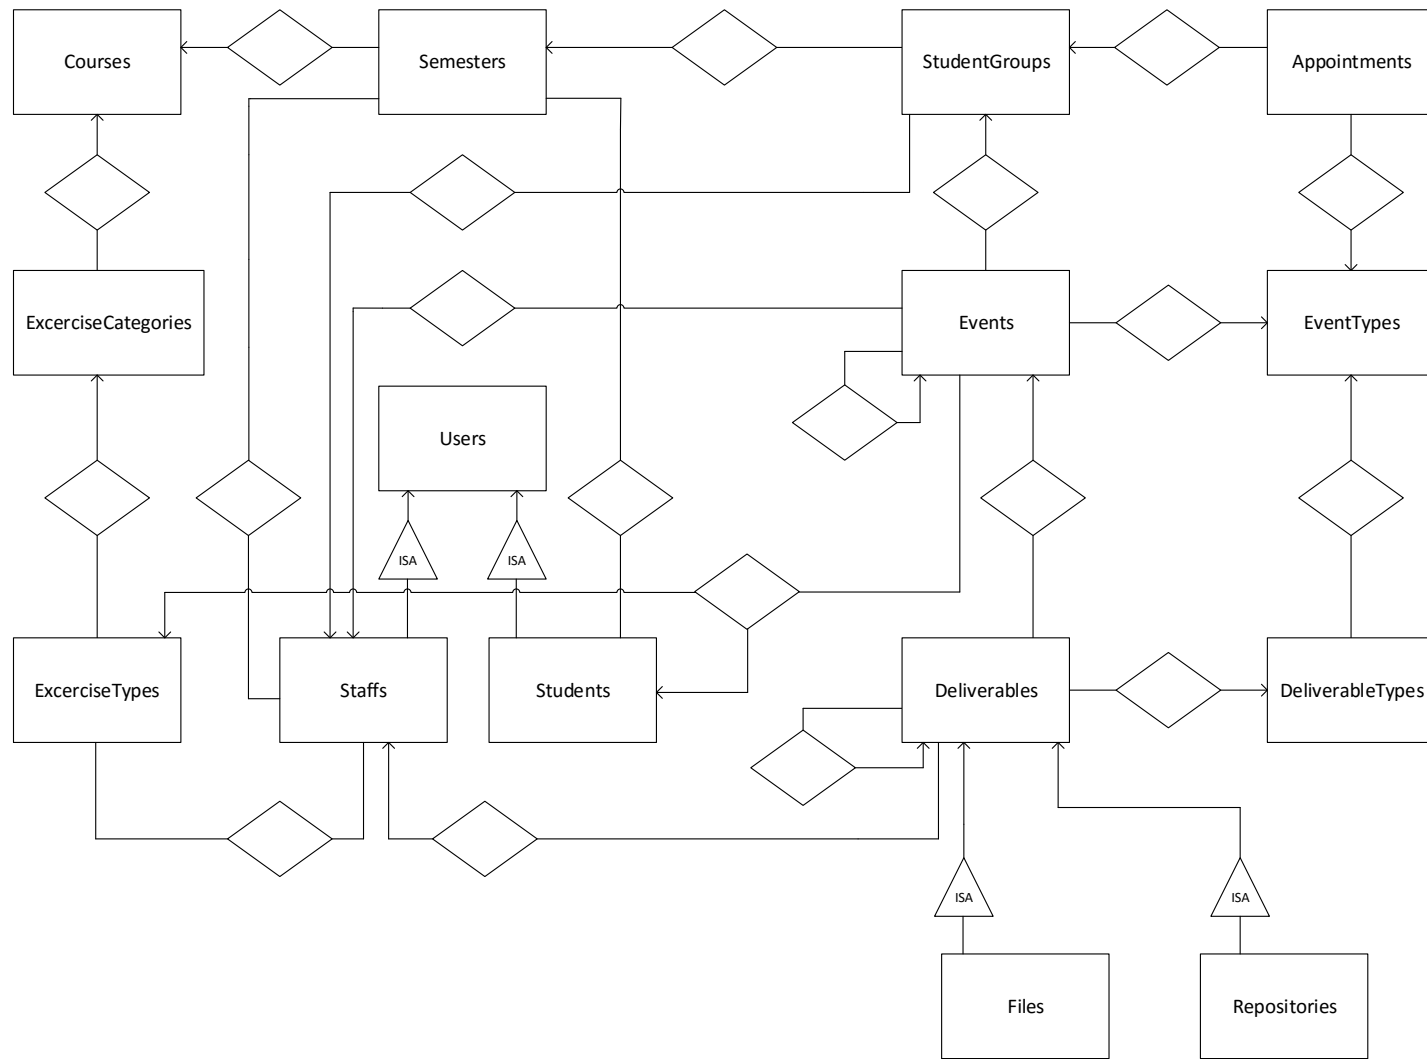 Courses
Semesters
StudentGroups
Appointments
ExcerciseCategories
Events
EventTypes
Users
ISA
ISA
ExcerciseTypes
Staffs
Students
Deliverables
DeliverableTypes
ISA
ISA
Files
Repositories